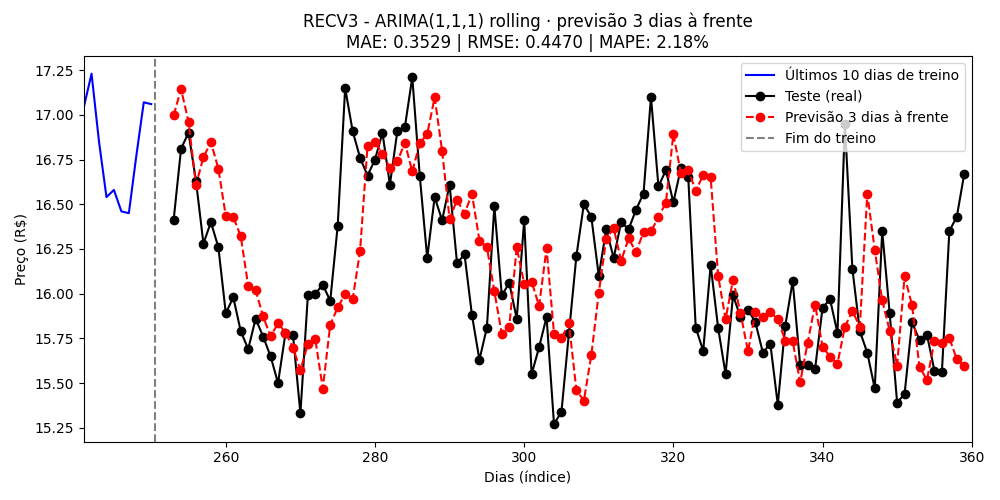 RECV3 - ARIMA(1,1,1) rolling · previsão 3 dias à frente
MAE: 0.3529 | RMSE: 0.4470 | MAPE: 2.18%
Últimos 10 dias de treino
Teste (real)
Previsão 3 dias à frente
Fim do treino
Preço (R$)
17.25
17.00
16.75
16.50
16.25
16.00
15.75
15.50
15.25
260
280
300
320
340
360
Dias (índice)